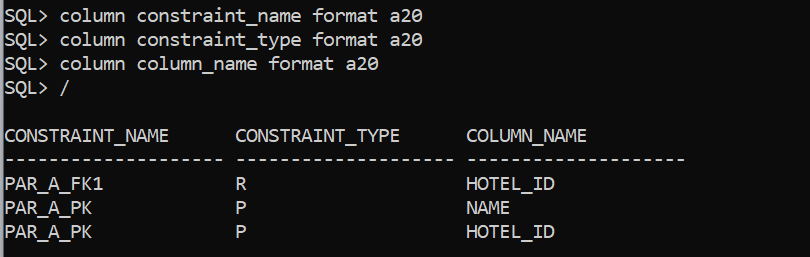 SQL> column constraint_name format a20
SQL> column constraint_type format a20
SQL> column column_name format a20
SQL> /
CONSTRAINT_NAME      CONSTRAINT_TYPE      COLUMN_NAME
-------------------- -------------------- --------------------
PAR_A_FK1            R                    HOTEL_ID
PAR_A_PK             P                    NAME
PAR_A_PK             P                    HOTEL_ID